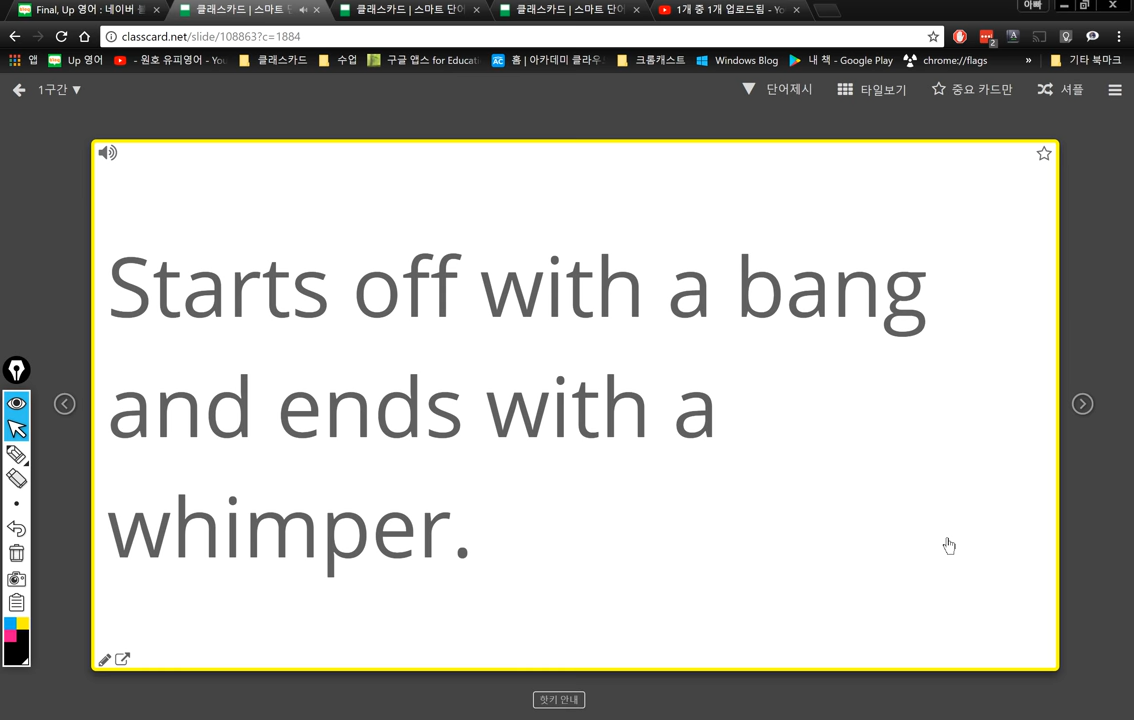 Final, Up 영어 : 네이버 블
클래스카드 | 스마트 단
클래스카드 | 스마트 단어
클래스카드 | 스마트 단어
1개 중 1개 업로드됨 - Yo
아빠
classcard.net/slide/108863?c=1884
2
앱
Up 영어
- 원호 유피영어 - You
클래스카드
수업
구글 앱스 for Educati
홈 | 아카데미 클라우
크롬캐스트
Windows Blog
내 책 - Google Play
chrome://flags
»
기타 북마크
1구간 ▼
단어제시
타일보기
중요 카드만
셔플
Starts off with a bang
and ends with a
whimper.
핫키 안내